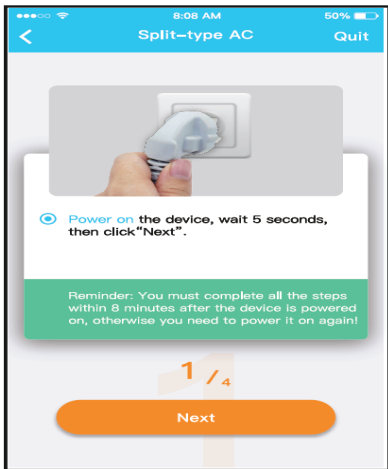 8:08 AM
50%
Split-type AC
Quit
Power on the device, wait 5 seconds,
then click“Next”.
Reminder: You must complete all the steps
within 8 minutes after the device is powered
on, otherwise you need to power it on again!
1/4
Next